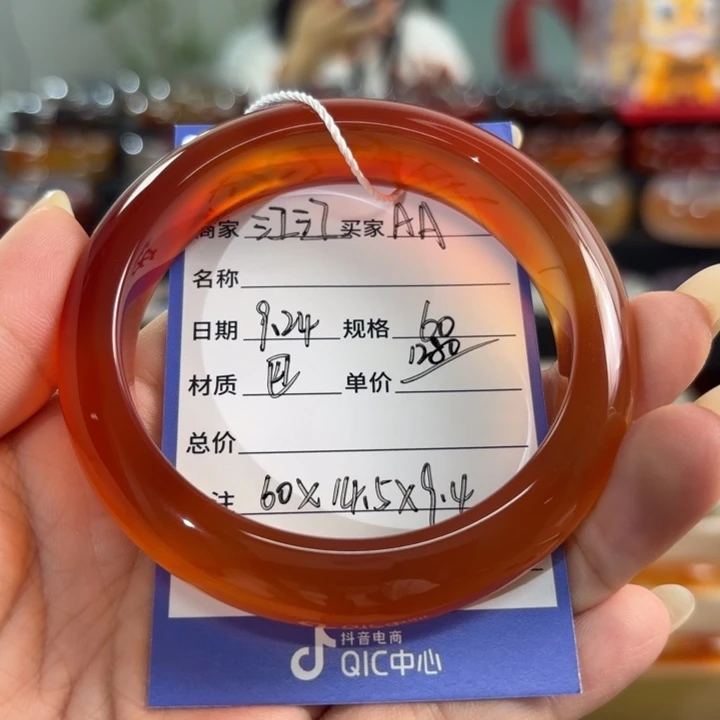 商家 江江 买家 AA
名称
日期 9.24 规格 60
1280
材质 巴 单价
总价
注 60X14.5X9.4
抖音电商
QIC中心